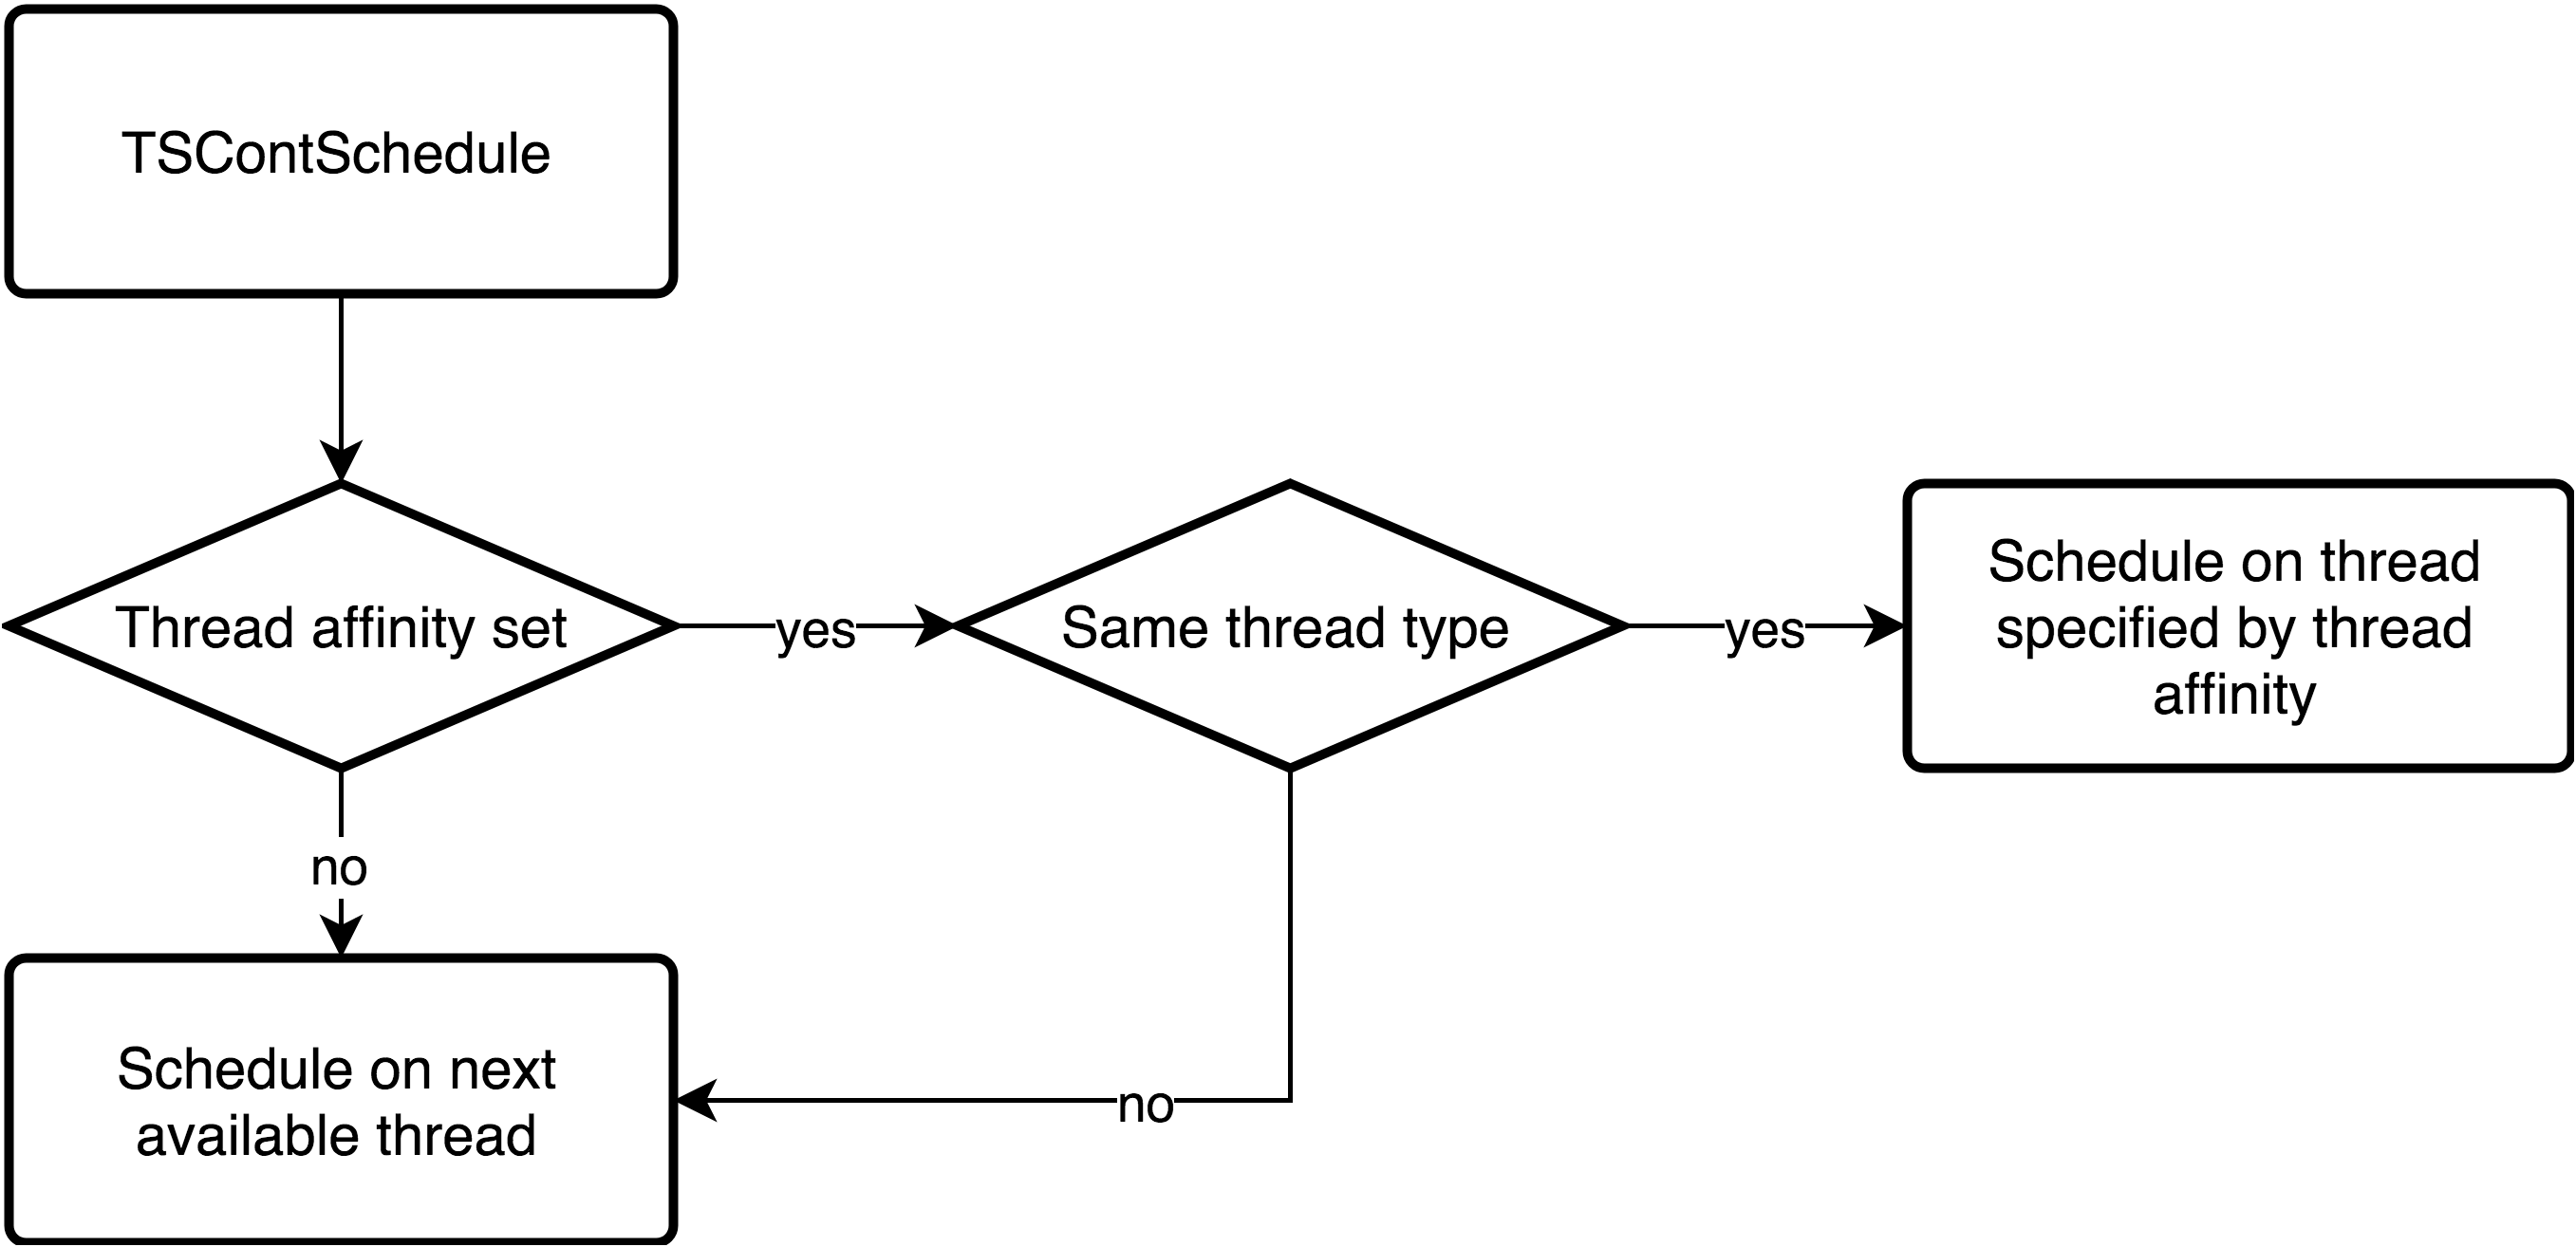 TSContSchedule
Thread affinity set
yes
Same thread type
yes
Schedule on thread
specified by thread
affinity
no
Schedule on next
available thread
no